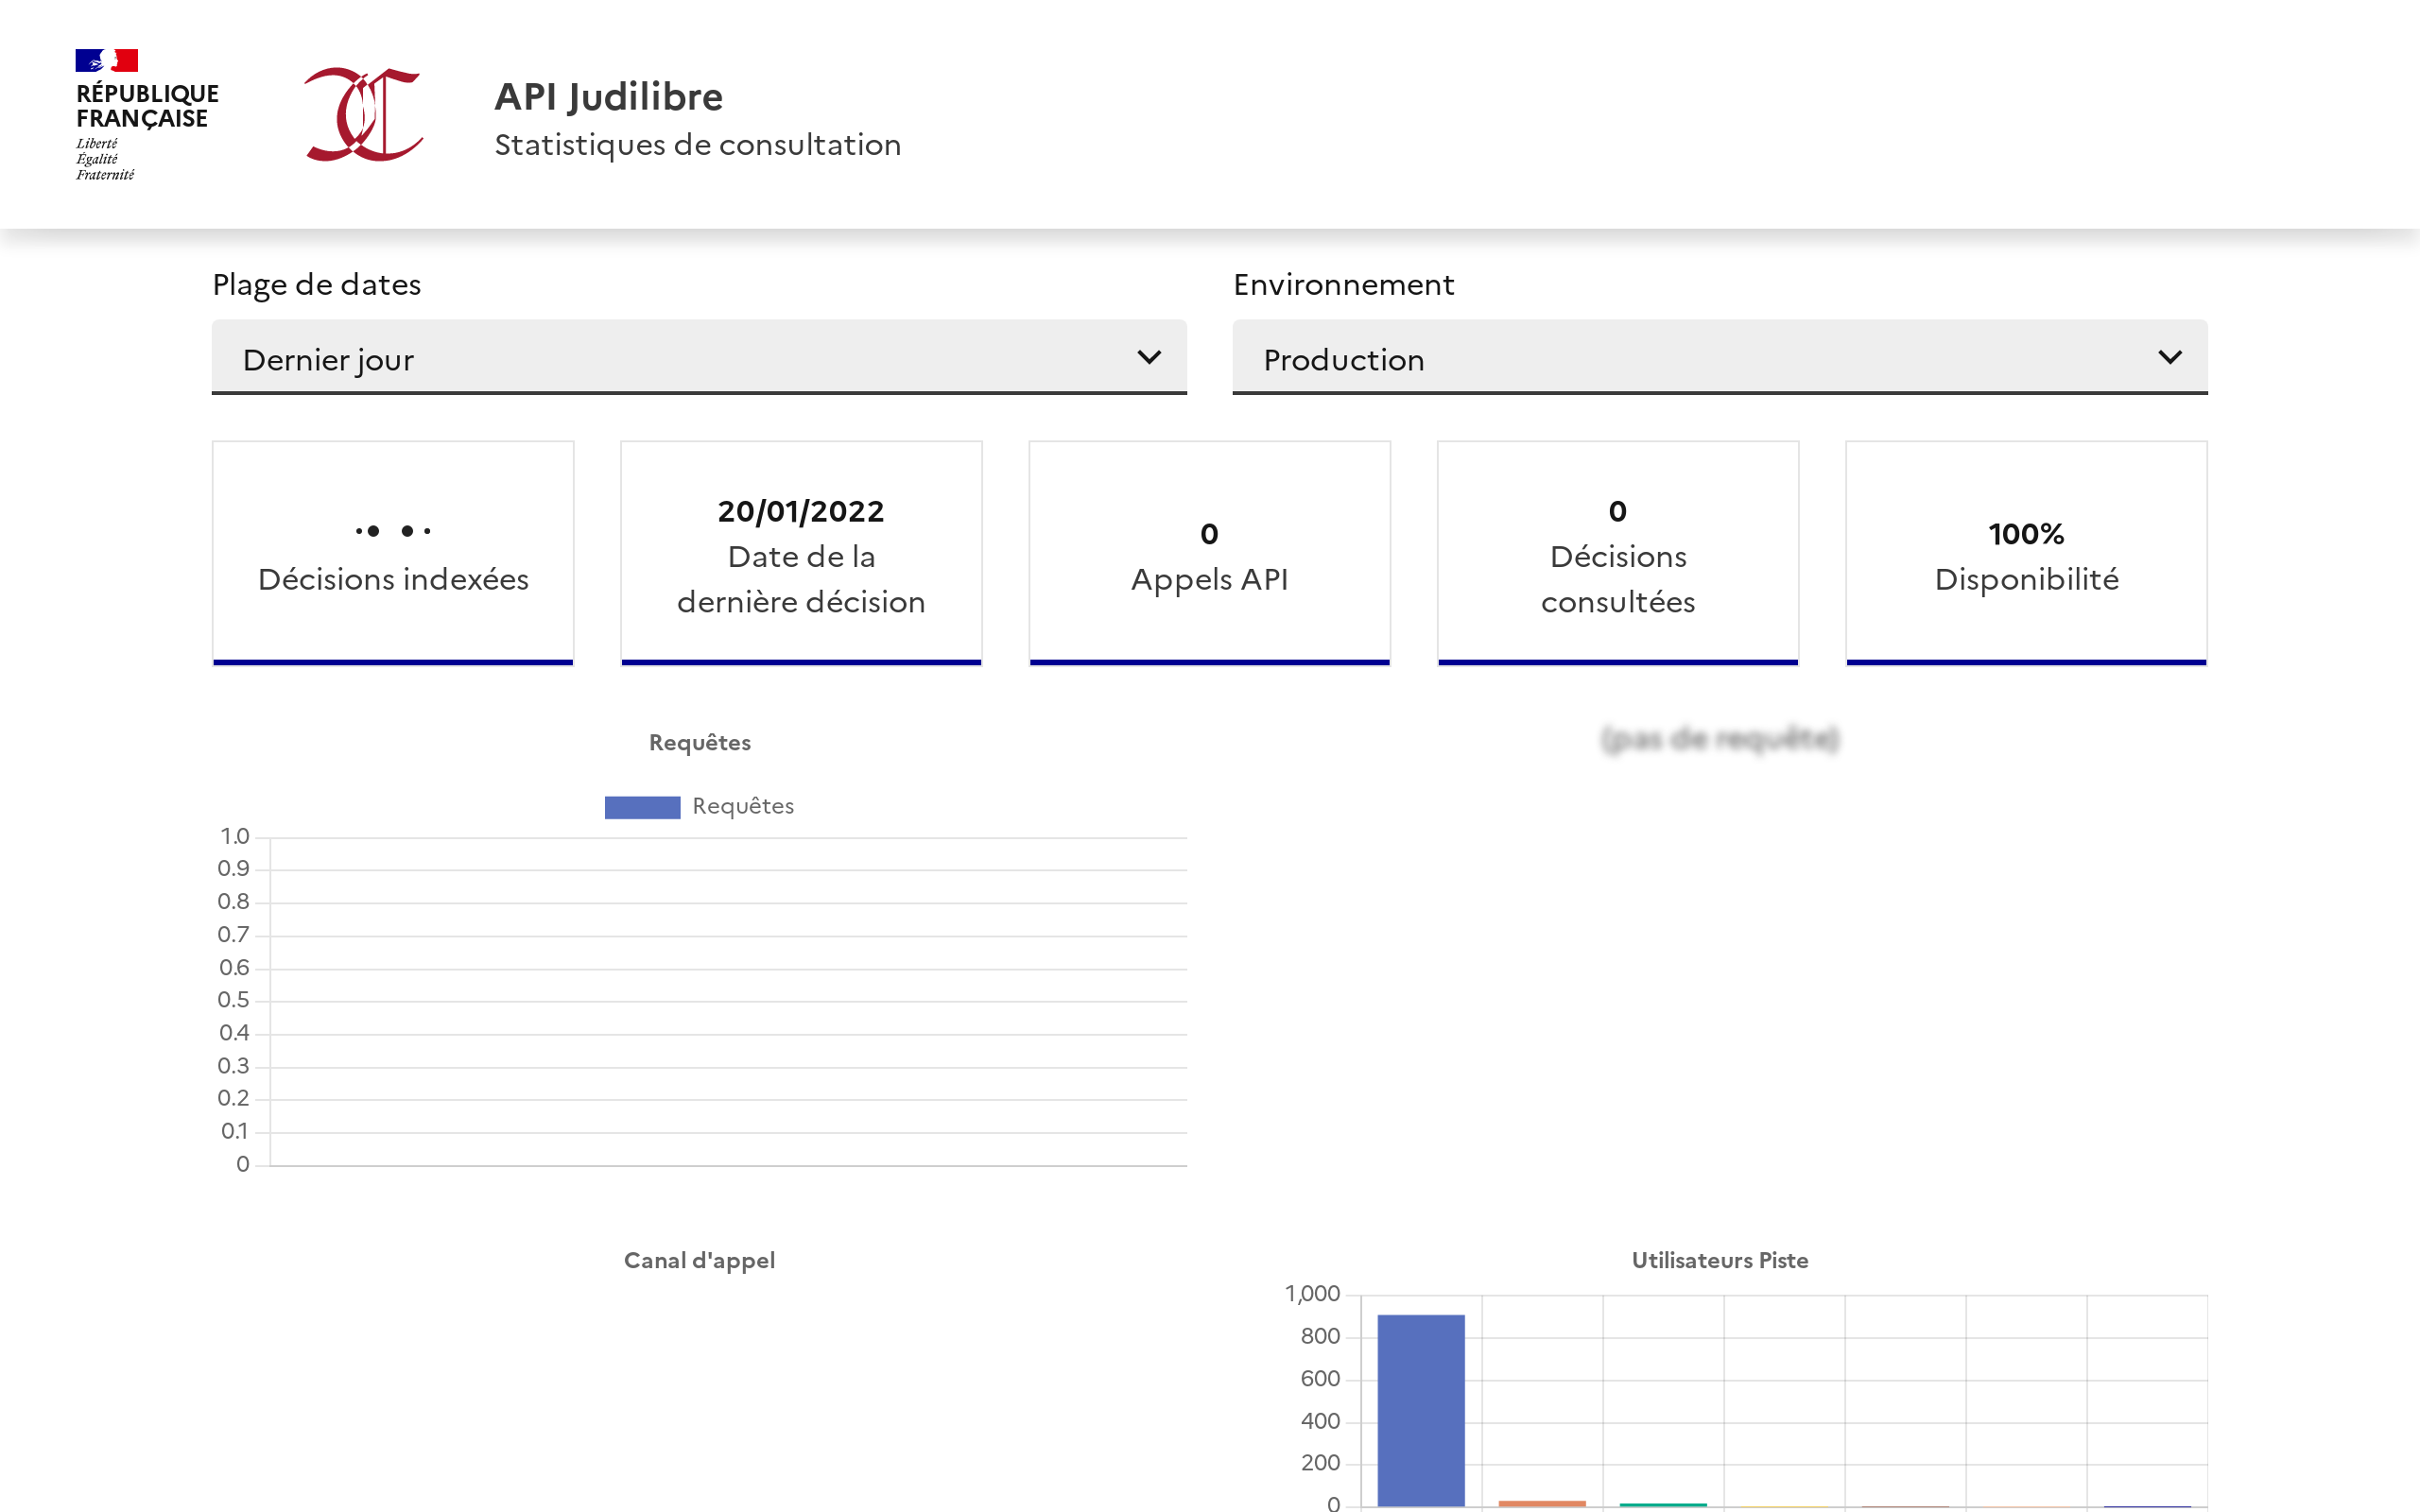 RÉPUBLIQUE
FRANÇAISE
Liberté
Égalité
Fraternité
API Judilibre
Statistiques de consultation
Plage de dates
Dernier jour
Environnement
Production
Décisions indexées
20/01/2022
Date de la
dernière décision
0
Appels API
0
Décisions
consultées
100%
Disponibilité
Requêtes
Requêtes
1.0
0.9
0.8
0.7
0.6
0.5
0.4
0.3
0.2
0.1
0
(pas de requête)
Canal d'appel
Utilisateurs Piste
1,000
800
600
400
200
0